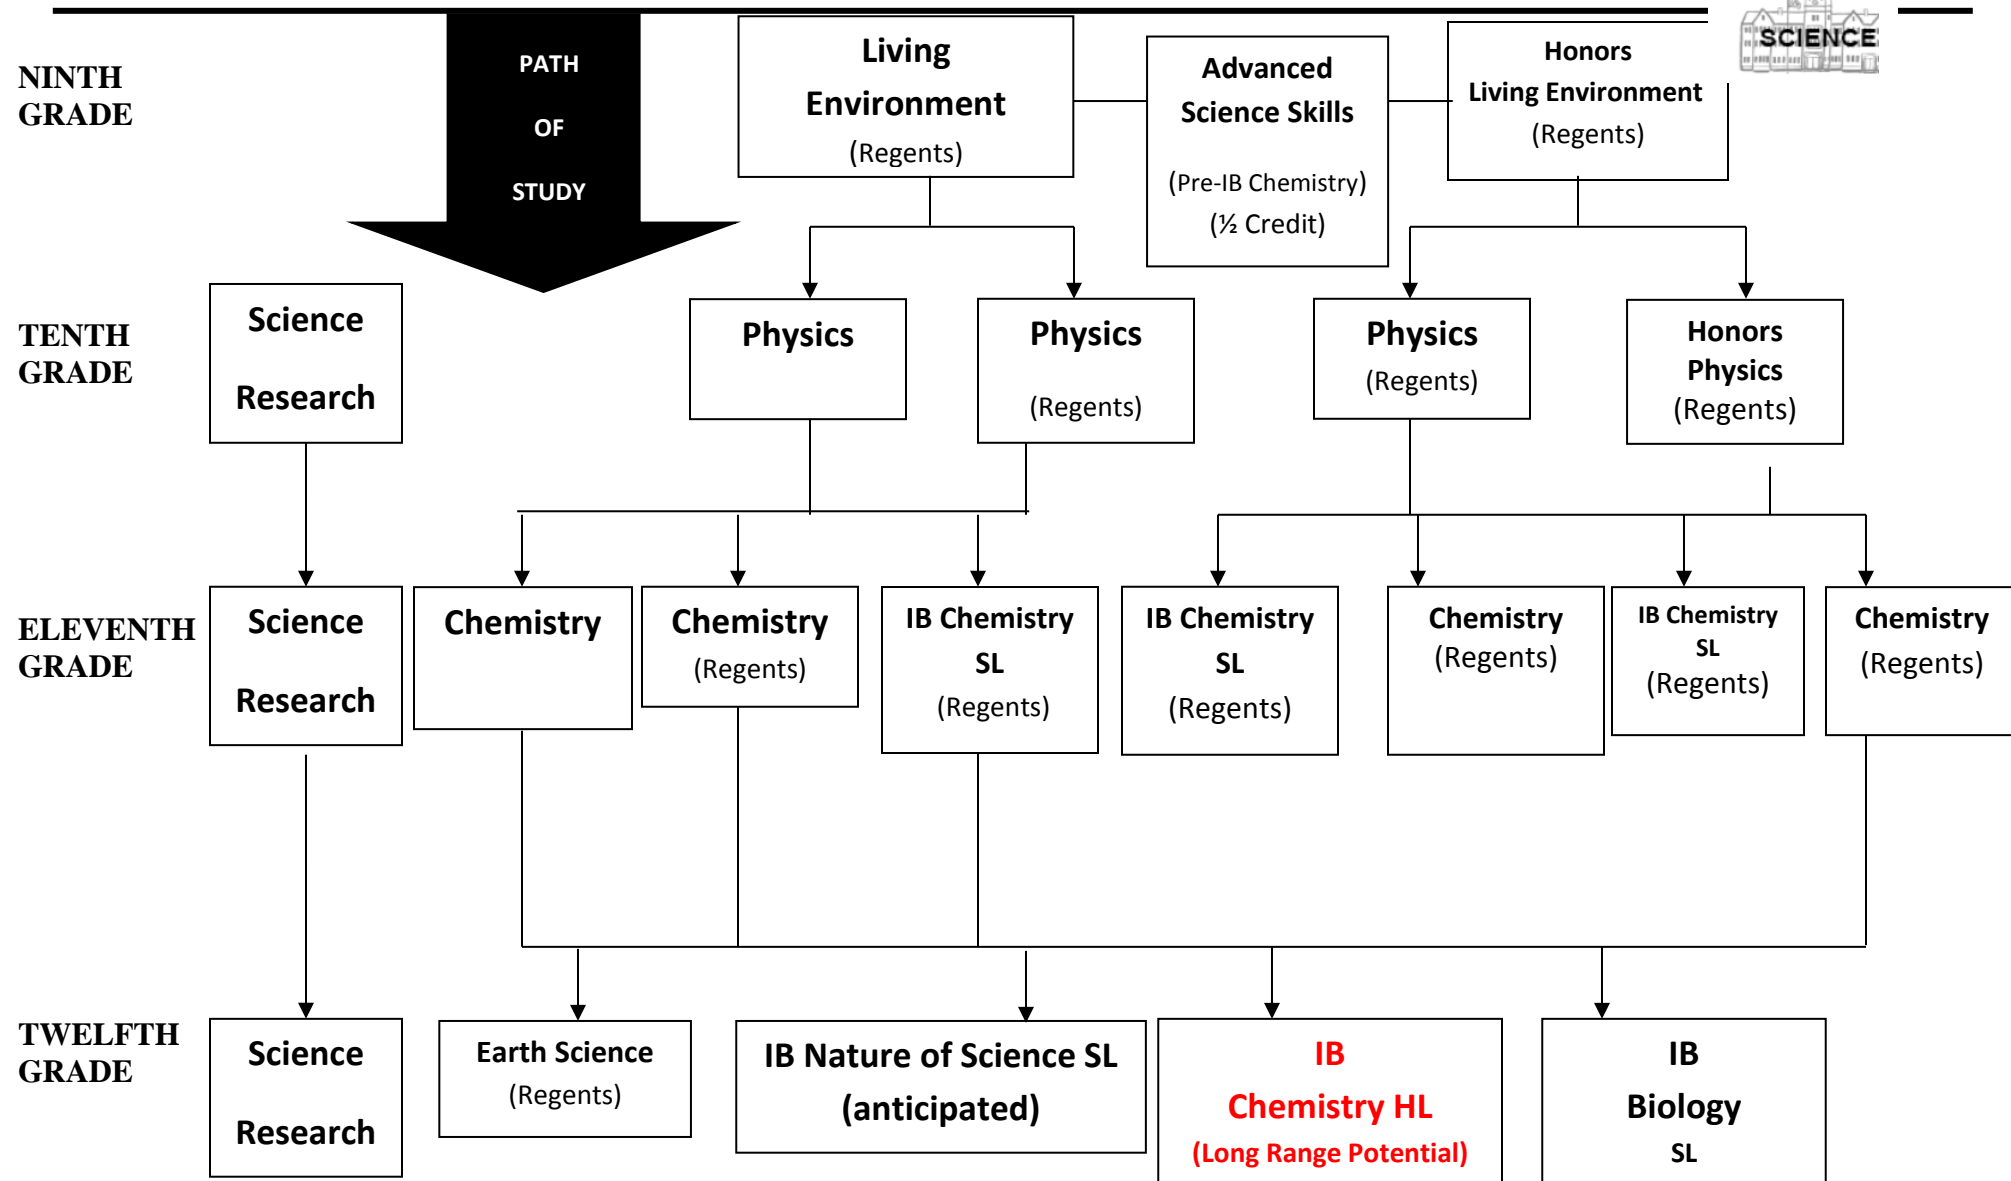 SCIENCE
NINTH
GRADE
PATH
OF
STUDY
Living
Environment
(Regents)
Advanced
Science Skills
(Pre-IB Chemistry)
(½ Credit)
Honors
Living Environment
(Regents)
TENTH
GRADE
Science
Research
Physics
Physics
(Regents)
Physics
(Regents)
Honors
Physics
(Regents)
ELEVENTH
GRADE
Science
Research
Chemistry
Chemistry
(Regents)
IB Chemistry
SL
(Regents)
IB Chemistry
SL
(Regents)
Chemistry
(Regents)
IB Chemistry
SL
(Regents)
Chemistry
(Regents)
TWELFTH
GRADE
Science
Research
Earth Science
(Regents)
IB Nature of Science SL
(anticipated)
IB
Chemistry HL
(Long Range Potential)
IB
Biology
SL